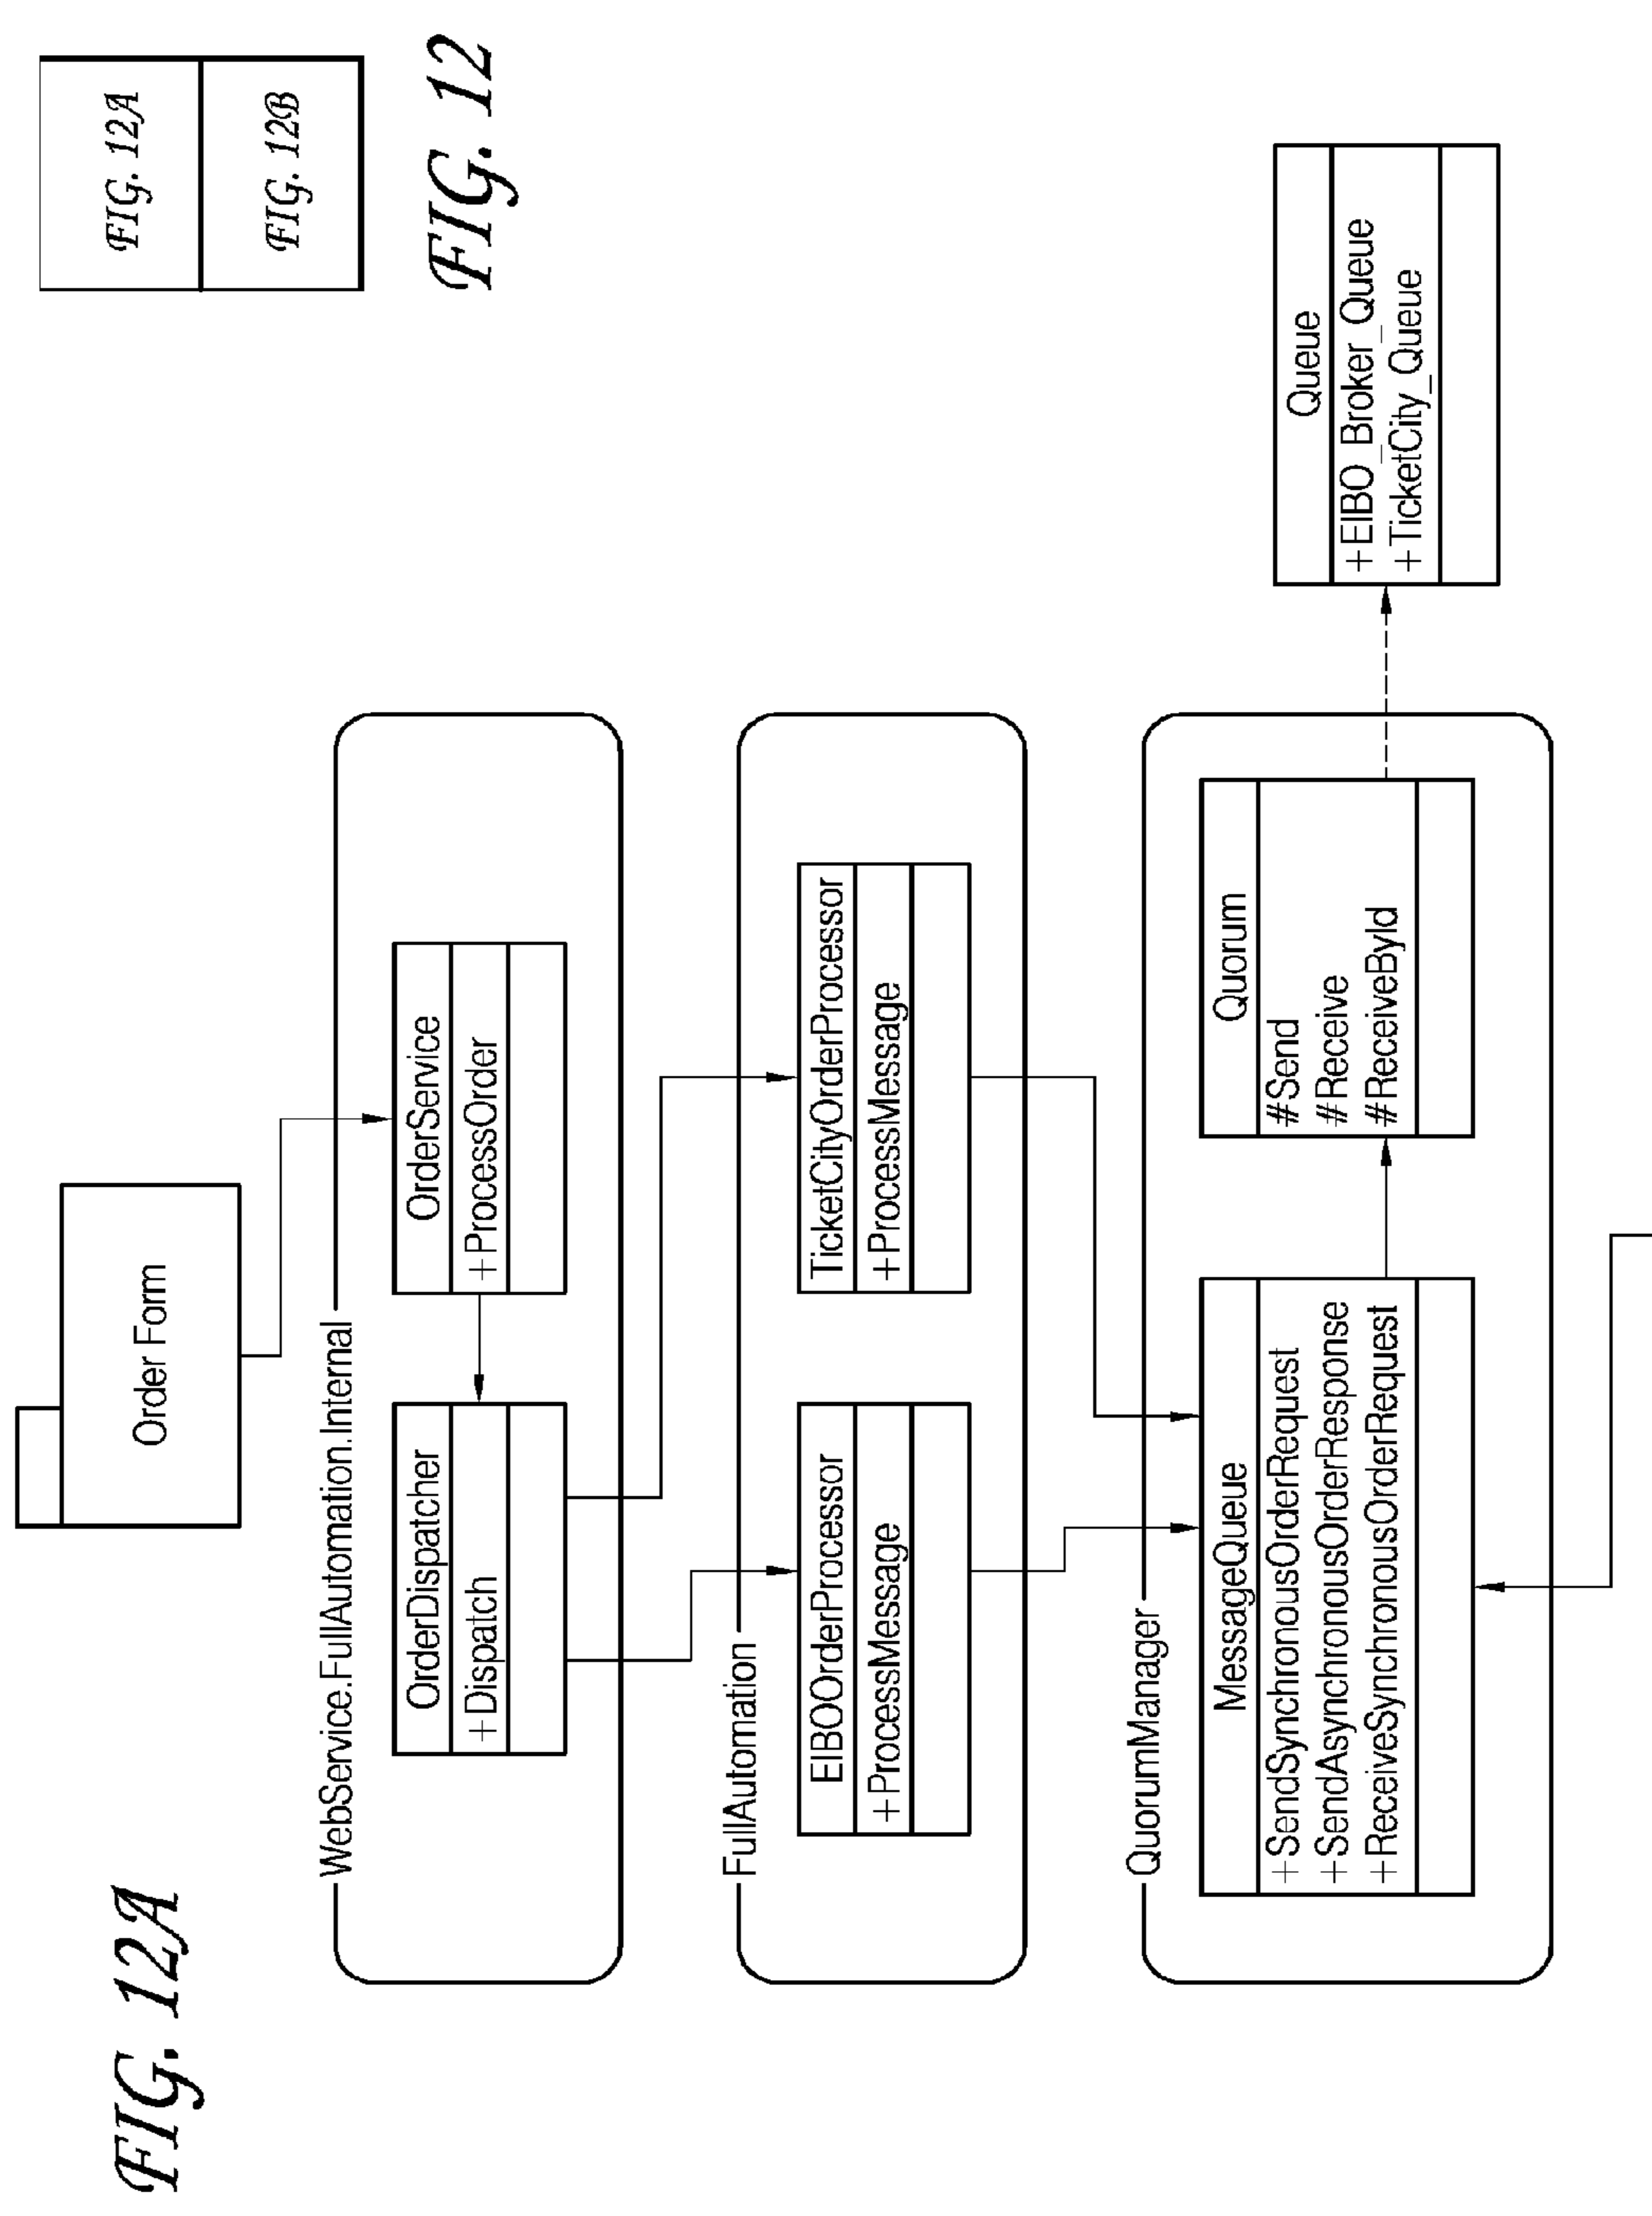 FIG. 12A
FIG. 12A
FIG. 12B
FIG. 12
Order Form
WebService.FullAutomation.Internal
OrderDispatcher
+Dispatch
OrderService
+ProcessOrder
FullAutomation
EIBOOrderProcessor
+ProcessMessage
TicketCityOrderProcessor
+ProcessMessage
QuorumManager
MessageQueue
+SendSynchronousOrderRequest
+SendAsynchronousOrderResponse
+ReceiveSynchronousOrderRequest
Quorum
#Send
#Receive
#ReceiveById
Queue
+EIBO_Broker_Queue
+TicketCity_Queue